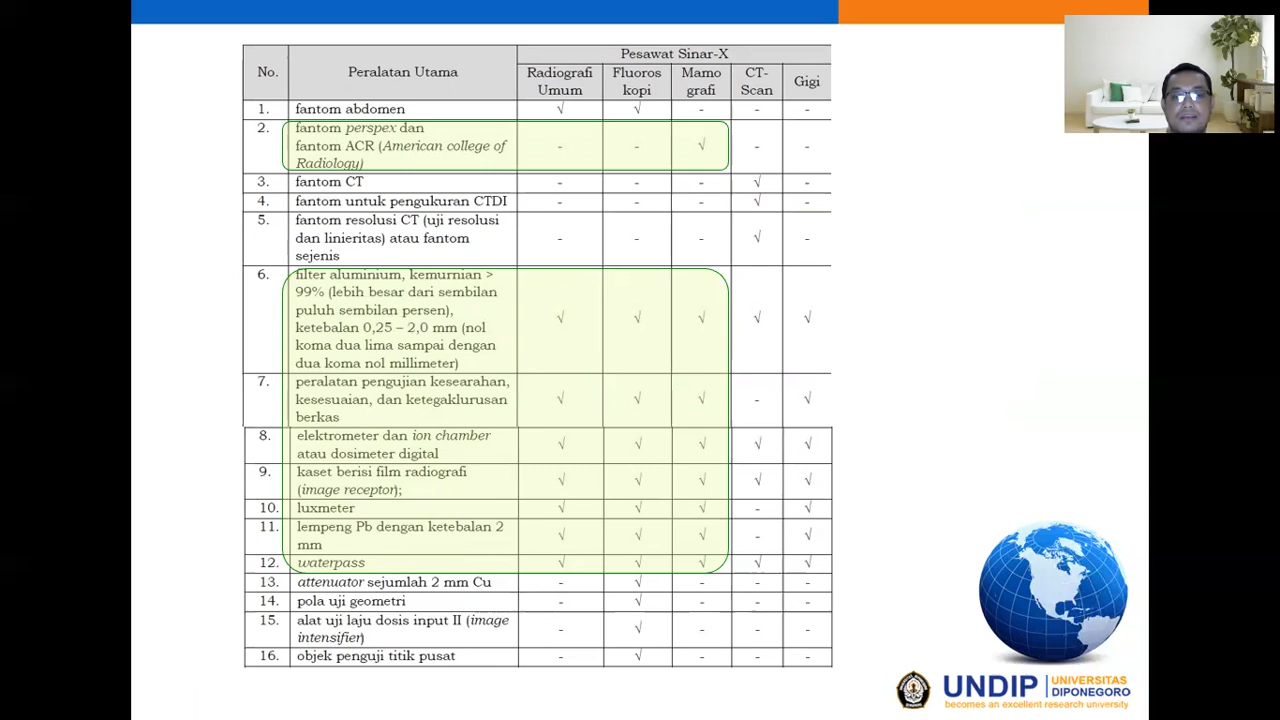 Pesawat Sinar-X
No. Peralatan Utama Radiografi Umum Fluoros kopi Mamo grafi CT-Scan Gigi
1. fantom abdomen √ √ - - -
2. fantom perspex dan
fantom ACR (American college of - - √ - -
Radiology)
3. fantom CT - - - √ -
4. fantom untuk pengukuran CTDI - - - √ -
5. fantom resolusi CT (uji resolusi
dan linieritas) atau fantom - - - √ -
sejenis
6. filter aluminium, kemurnian >
99% (lebih besar dari sembilan
puluh sembilan persen),
ketebalan 0,25 – 2,0 mm (nol √ √ √ √ √
koma dua lima sampai dengan
dua koma nol millimeter)
7. peralatan pengujian kesearahan,
kesesuaian, dan ketegaklurusan √ √ √ - √
berkas
8. elektrometer dan ion chamber √ √ √ √ √
atau dosimeter digital
9. kaset berisi film radiografi √ √ √ √ √
(image receptor);
10. luxmeter √ √ √ - √
11. lempeng Pb dengan ketebalan 2 √ √ √ - √
mm
12. waterpass √ √ √ √ √
13. attenuator sejumlah 2 mm Cu - √ - - -
14. pola uji geometri - √ - - -
15. alat uji laju dosis input II (image - √ - - -
intensifier)
16. objek penguji titik pusat - √ - - -
UNDIP UNIVERSITAS DIPONEGORO
becomes an excellent research university